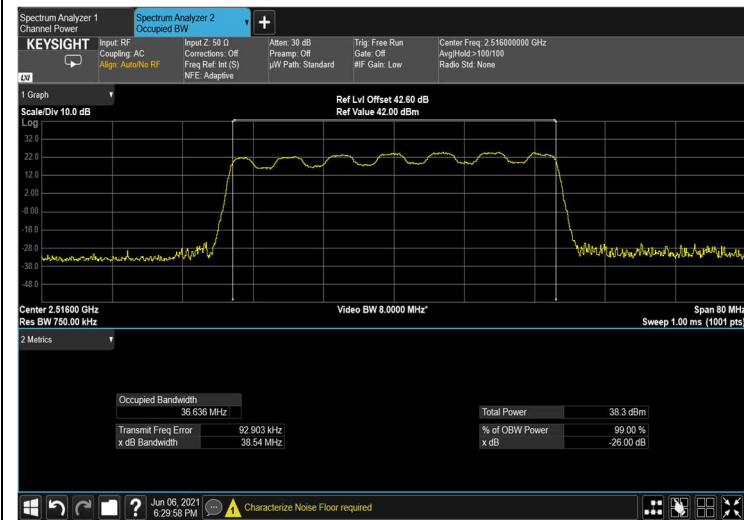 Spectrum Analyzer 1
Channel Power
Spectrum Analyzer 2
Occupied BW
KEYSIGHT
LXI
Input: RF
Coupling: AC
Align: Auto/No RF
Input Z: 50 Ω
Corrections: Off
Freq Ref: Int (S)
NFE: Adaptive
Atten: 30 dB
Preamp: Off
µW Path: Standard
Trig: Free Run
Gate: Off
#IF Gain: Low
Center Freq: 2.516000000 GHz
Avg|Hold:>100/100
Radio Std: None
1 Graph
Scale/Div 10.0 dB
Ref Lvl Offset 42.60 dB
Ref Value 42.00 dBm
Log
32.0
22.0
12.0
2.00
-8.00
-18.0
-28.0
-38.0
-48.0
Center 2.51600 GHz
Res BW 750.00 kHz
Video BW 8.0000 MHz*
Span 80 MHz
Sweep 1.00 ms (1001 pts)
2 Metrics
Occupied Bandwidth
36.636 MHz
Transmit Freq Error 92.903 kHz
x dB Bandwidth 38.54 MHz
Total Power 38.3 dBm
% of OBW Power 99.00 %
x dB -26.00 dB
?
Jun 06, 2021
6:29:58 PM
Characterize Noise Floor required